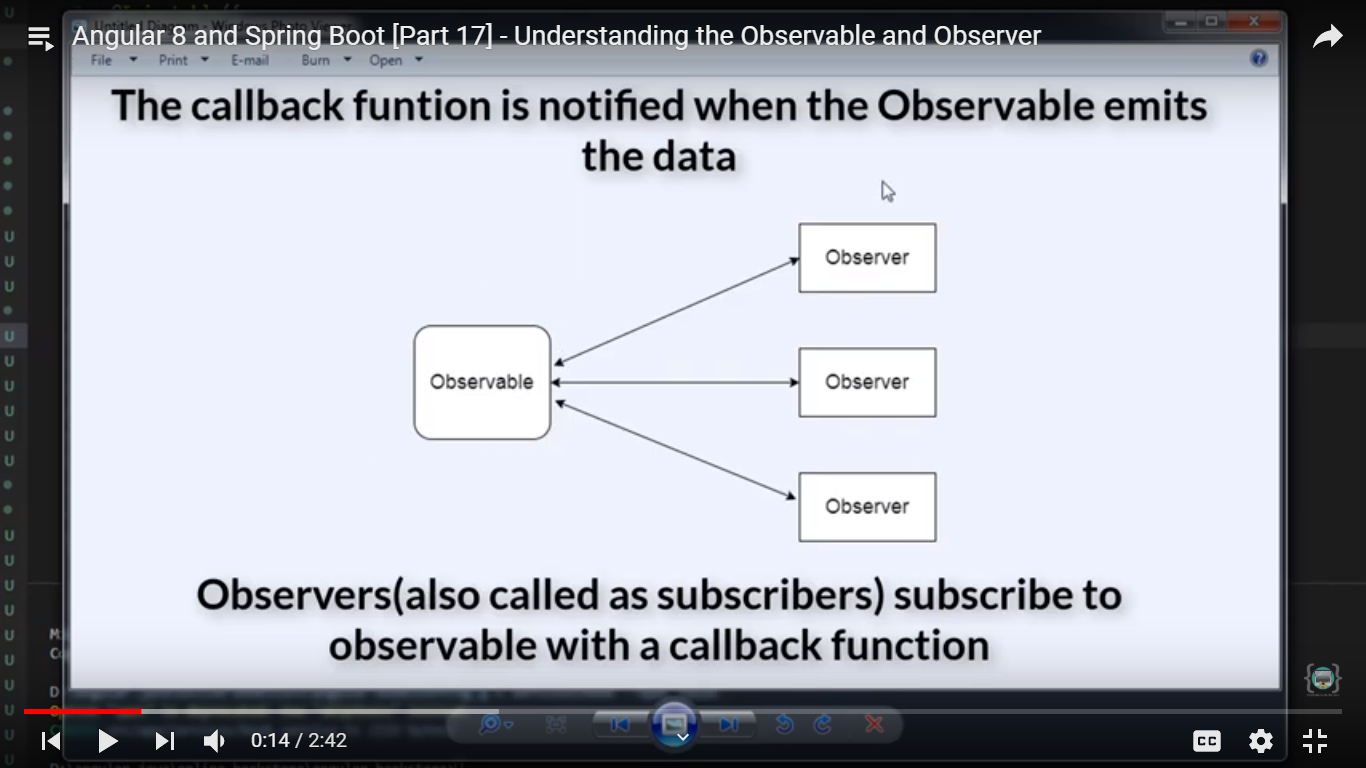 Angular 8 and Spring Boot [Part 17] - Understanding the Observable and Observer
File Print E-mail Burn Open
The callback funtion is notified when the Observable emits
the data
Observer
Observable
Observer
Observer
Observers(also called as subscribers) subscribe to
observable with a callback function
0:14 / 2:42
CC